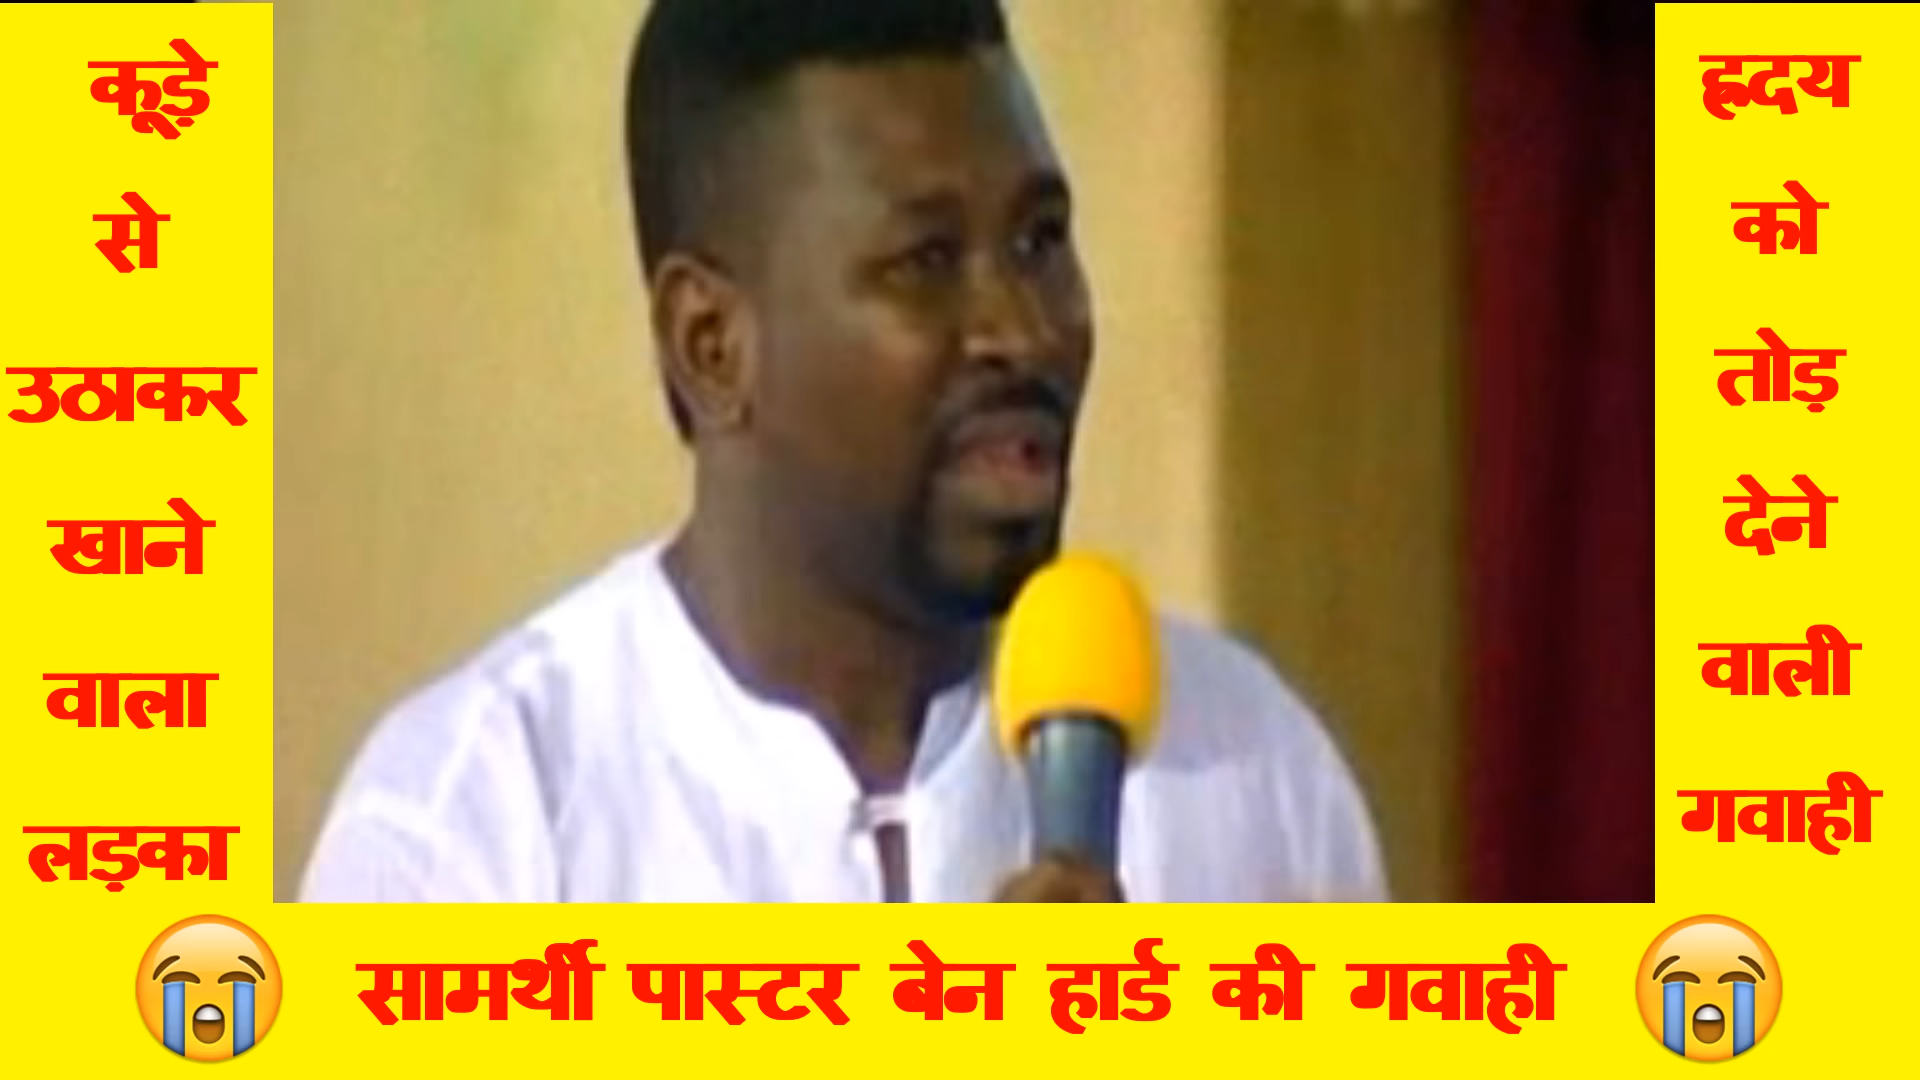 कूड़े
से
उठाकर
खाने
वाला
लड़का
ह्रदय
को
तोड़
देने
वाली
गवाही
सामर्थी पास्टर बेन हार्ड की गवाही